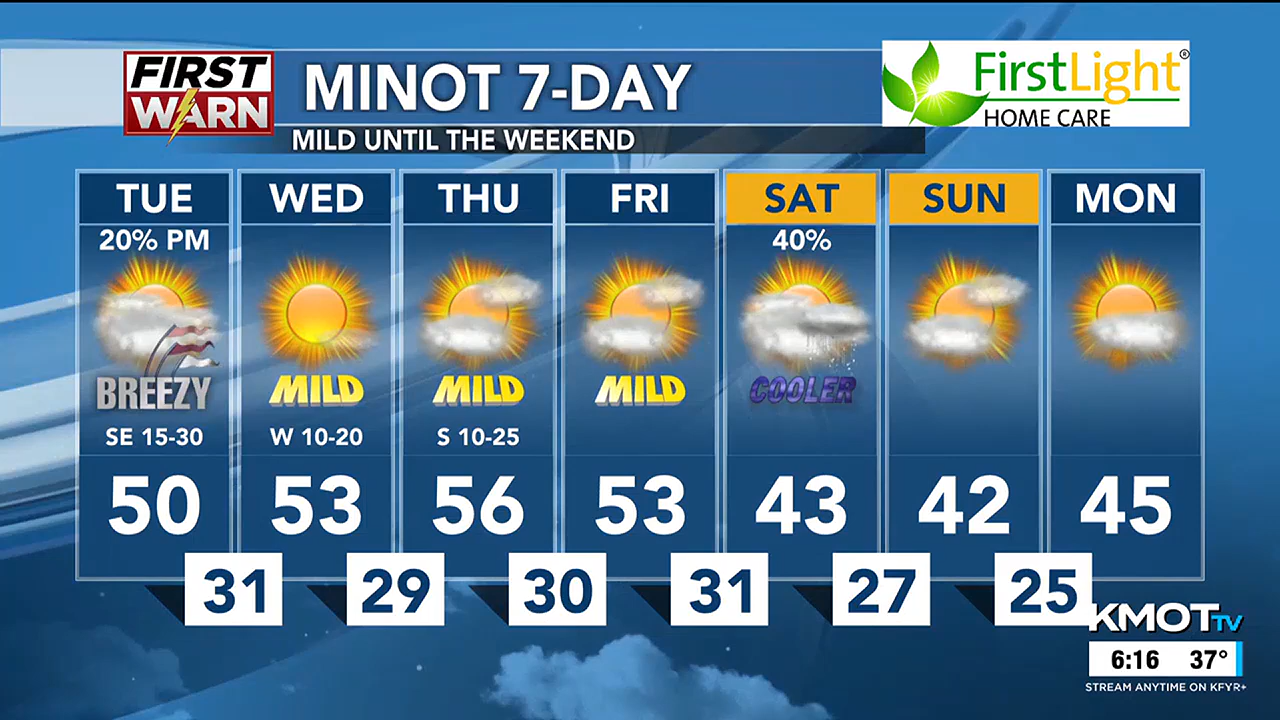 FIRST
WARN
MINOT 7-DAY
MILD UNTIL THE WEEKEND
FirstLight®
HOME CARE
TUE WED THU FRI SAT SUN MON
20% PM 40%
BREEZY MILD MILD MILD COOLER
SE 15-30 W 10-20 S 10-25
50 53 56 53 43 42 45
31 29 30 31 27 25
KMOT TV
6:16 37°
STREAM ANYTIME ON KFYR+